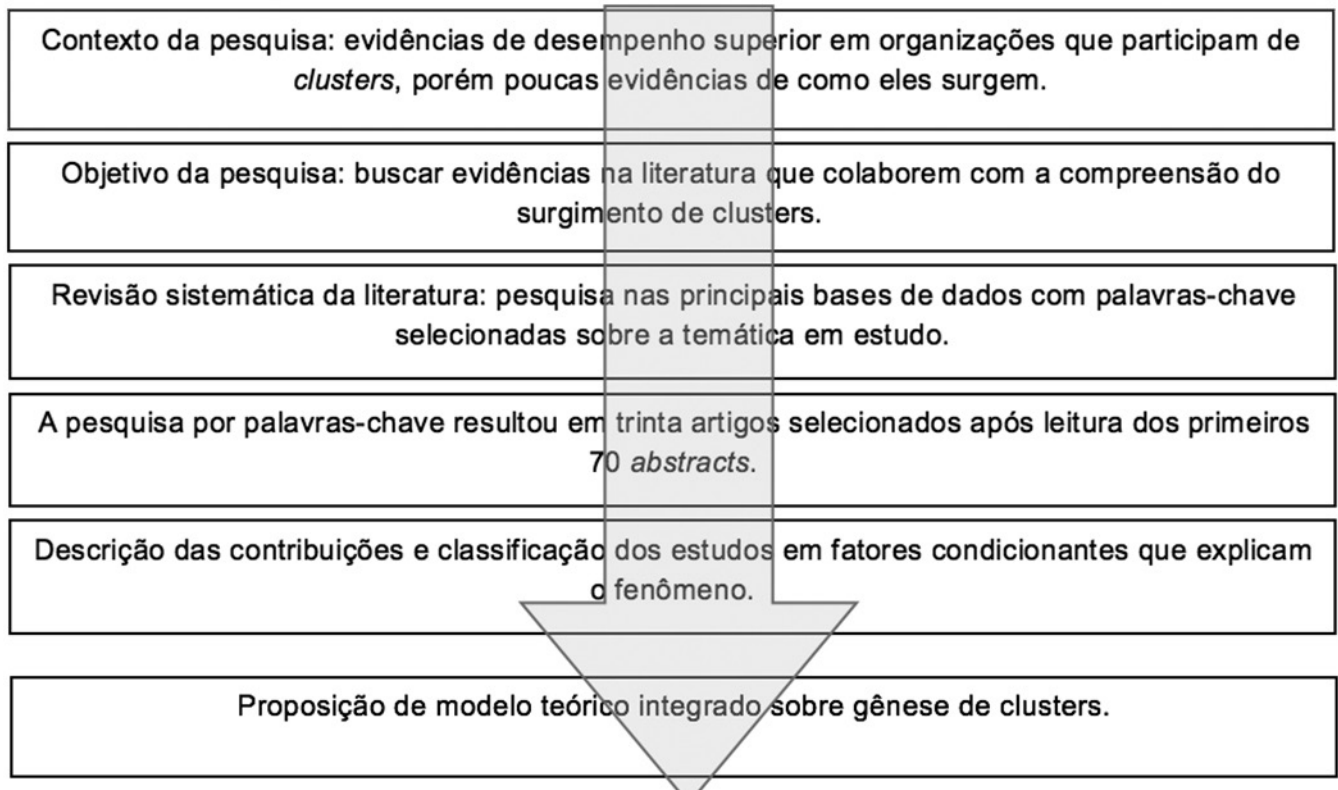 Contexto da pesquisa: evidências de desempenho superior em organizações que participam de
clusters, porém poucas evidências de como eles surgem.
Objetivo da pesquisa: buscar evidências na literatura que colaborem com a compreensão do
surgimento de clusters.
Revisão sistemática da literatura: pesquisa nas principais bases de dados com palavras-chave
selecionadas sobre a temática em estudo.
A pesquisa por palavras-chave resultou em trinta artigos selecionados após leitura dos primeiros
70 abstracts.
Descrição das contribuições e classificação dos estudos em fatores condicionantes que explicam
o fenômeno.
Proposição de modelo teórico integrado sobre gênese de clusters.